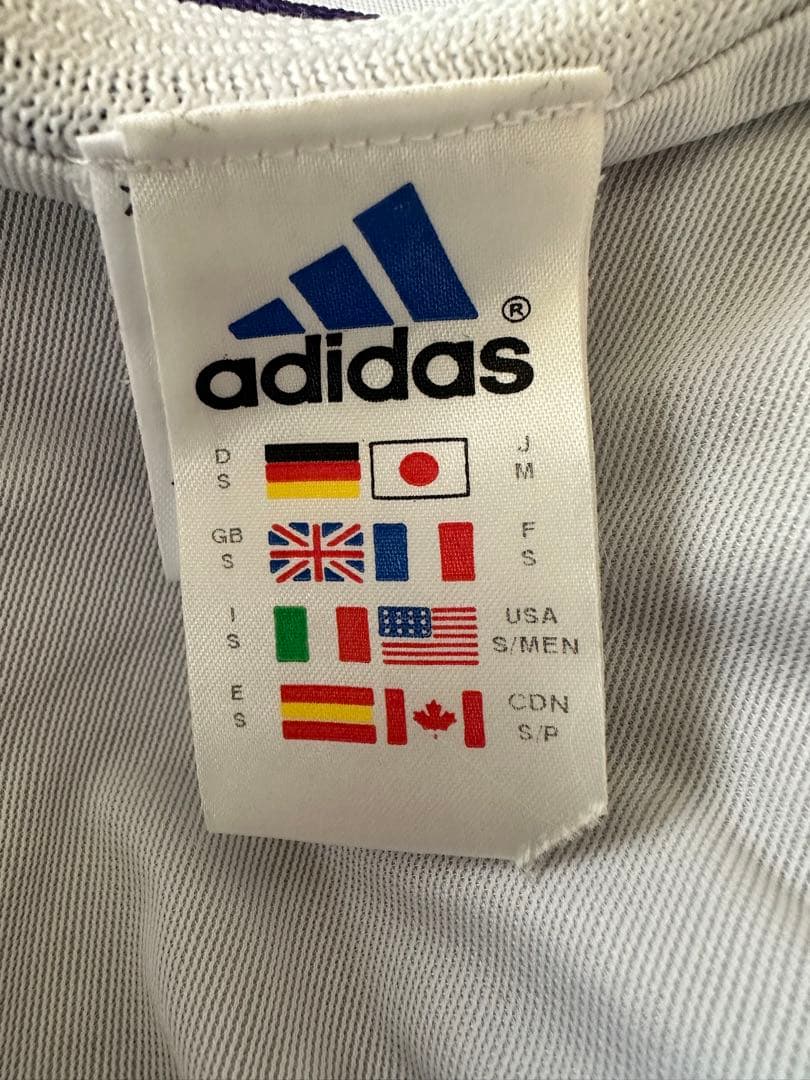 adidas®
D J
S M
GB F
S S
I USA
S S/MEN
E CDN
S S/P